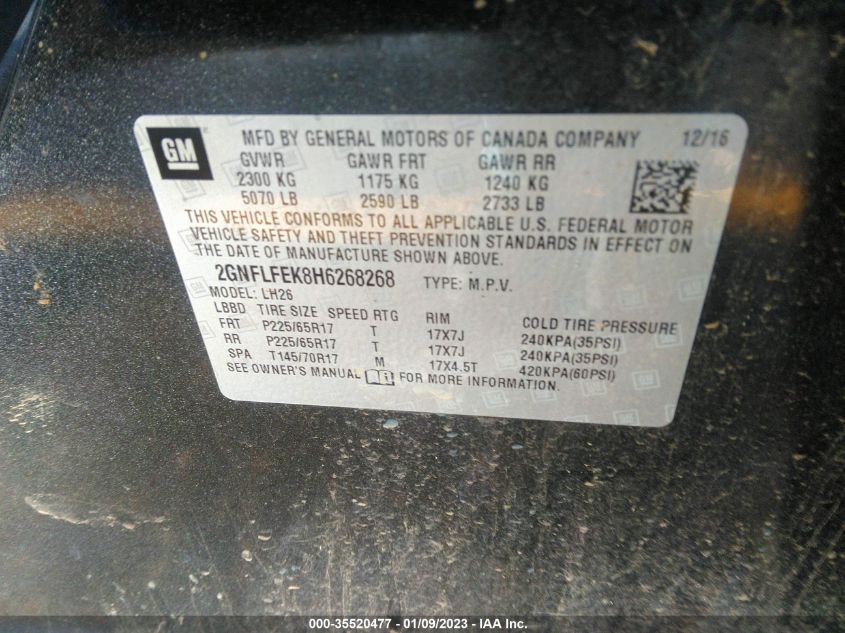 GM
MFD BY GENERAL MOTORS OF CANADA COMPANY 12/16
GVWR GAWR FRT GAWR RR
2300 KG 1175 KG 1240 KG
5070 LB 2590 LB 2733 LB
THIS VEHICLE CONFORMS TO ALL APPLICABLE U.S. FEDERAL MOTOR
VEHICLE SAFETY AND THEFT PREVENTION STANDARDS IN EFFECT ON
THE DATE OF MANUFACTURE SHOWN ABOVE.
2GNFLFEK8H6268268 TYPE: M.P.V.
MODEL: LH26
LBBD TIRE SIZE SPEED RTG RIM COLD TIRE PRESSURE
FRT P225/65R17 T 17X7J 240KPA(35PSI)
RR P225/65R17 T 17X7J 240KPA(35PSI)
SPA T145/70R17 M 17X4.5T 420KPA(60PSI)
SEE OWNER'S MANUAL FOR MORE INFORMATION.
000-35520477 - 01/09/2023 - IAA Inc.